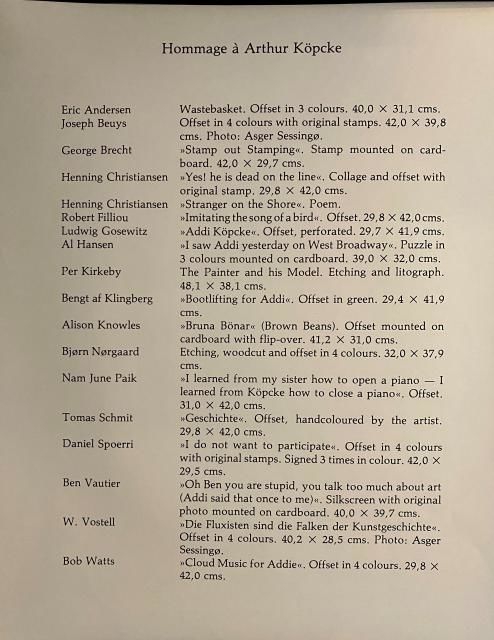 Hommage à Arthur Köpcke
Eric Andersen Wastebasket. Offset in 3 colours. 40,0 × 31,1 cms.
Joseph Beuys Offset in 4 colours with original stamps. 42,0 × 39,8
cms. Photo: Asger Sessingø.
George Brecht »Stamp out Stamping«. Stamp mounted on card-
board. 42,0 × 29,7 cms.
Henning Christiansen »Yes! he is dead on the line«. Collage and offset with
original stamp. 29,8 × 42,0 cms.
Henning Christiansen »Stranger on the Shore«. Poem.
Robert Filliou »Imitating the song of a bird«. Offset. 29,8 × 42,0 cms.
Ludwig Gosewitz »Addi Köpcke«. Offset, perforated. 29,7 × 41,9 cms.
Al Hansen »I saw Addi yesterday on West Broadway«. Puzzle in
3 colours mounted on cardboard. 39,0 × 32,0 cms.
Per Kirkeby The Painter and his Model. Etching and litograph.
48,1 × 38,1 cms.
Bengt af Klingberg »Bootlifting for Addi«. Offset in green. 29,4 × 41,9
cms.
Alison Knowles »Bruna Bönar« (Brown Beans). Offset mounted on
cardboard with flip-over. 41,2 × 31,0 cms.
Bjørn Nørgaard Etching, woodcut and offset in 4 colours. 32,0 × 37,9
cms.
Nam June Paik »I learned from my sister how to open a piano — I
learned from Köpcke how to close a piano«. Offset.
31,0 × 42,0 cms.
Tomas Schmit »Geschichte«. Offset, handcoloured by the artist.
29,8 × 42,0 cms.
Daniel Spoerri »I do not want to participate«. Offset in 4 colours
with original stamps. Signed 3 times in colour. 42,0 ×
29,5 cms.
Ben Vautier »Oh Ben you are stupid, you talk too much about art
(Addi said that once to me)«. Silkscreen with original
photo mounted on cardboard. 40,0 × 39,7 cms.
W. Vostell »Die Fluxisten sind die Falken der Kunstgeschichte«.
Offset in 4 colours. 40,2 × 28,5 cms. Photo: Asger
Sessingø.
Bob Watts »Cloud Music for Addie«. Offset in 4 colours. 29,8 ×
42,0 cms.